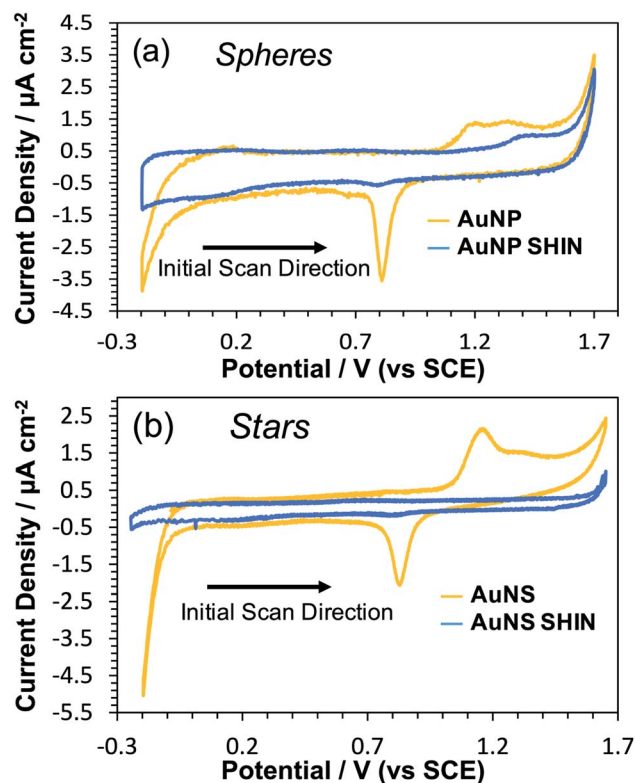 (a) Spheres
4.5
3.5
2.5
1.5
0.5
-0.5
-1.5
-2.5
-3.5
-4.5
Current Density / µA cm-2
AuNP
AuNP SHIN
Initial Scan Direction
-0.3 0.2 0.7 1.2 1.7
Potential / V (vs SCE)
(b) Stars
2.5
1.5
0.5
-0.5
-1.5
-2.5
-3.5
-4.5
-5.5
Current Density / µA cm-2
Initial Scan Direction
AuNS
AuNS SHIN
-0.3 0.2 0.7 1.2 1.7
Potential / V (vs SCE)